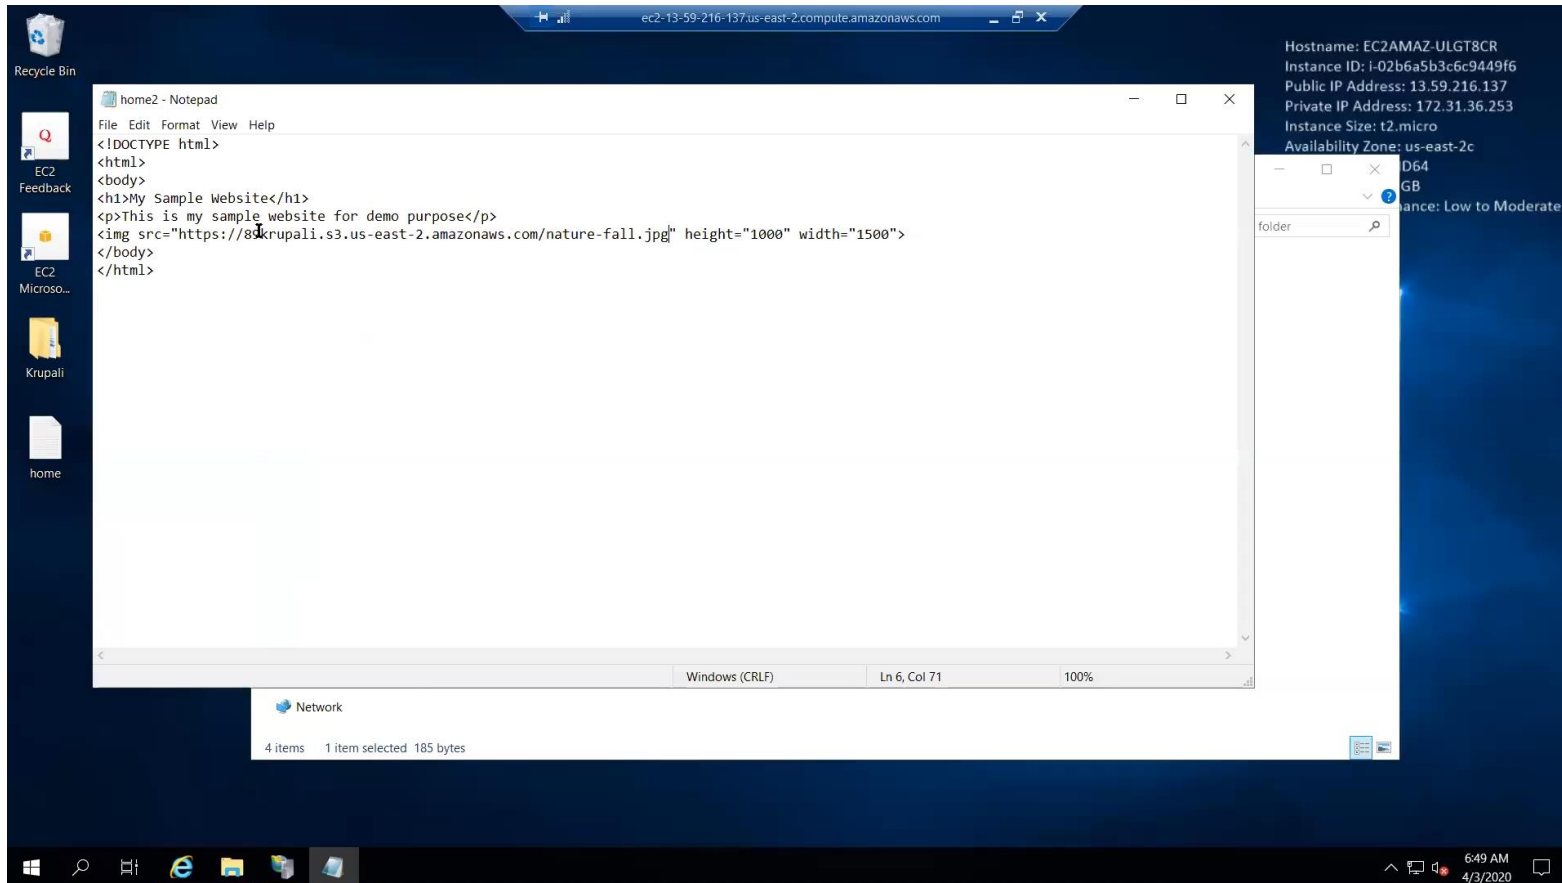 ec2-13-59-216-137.us-east-2.compute.amazonaws.com
Recycle Bin
EC2
Feedback
EC2
Microso...
Krupali
home
Hostname: EC2AMAZ-ULGT8CR
Instance ID: i-02b6a5b3c6c9449f6
Public IP Address: 13.59.216.137
Private IP Address: 172.31.36.253
Instance Size: t2.micro
Availability Zone: us-east-2c
D64
GB
ance: Low to Moderate
home2 - Notepad
File Edit Format View Help
<!DOCTYPE html>
<html>
<body>
<h1>My Sample Website</h1>
<p>This is my sample website for demo purpose</p>
<img src="https://89krupali.s3.us-east-2.amazonaws.com/nature-fall.jpg" height="1000" width="1500">
</body>
</html>
Windows (CRLF) Ln 6, Col 71 100%
folder
Network
4 items 1 item selected 185 bytes
6:49 AM
4/3/2020